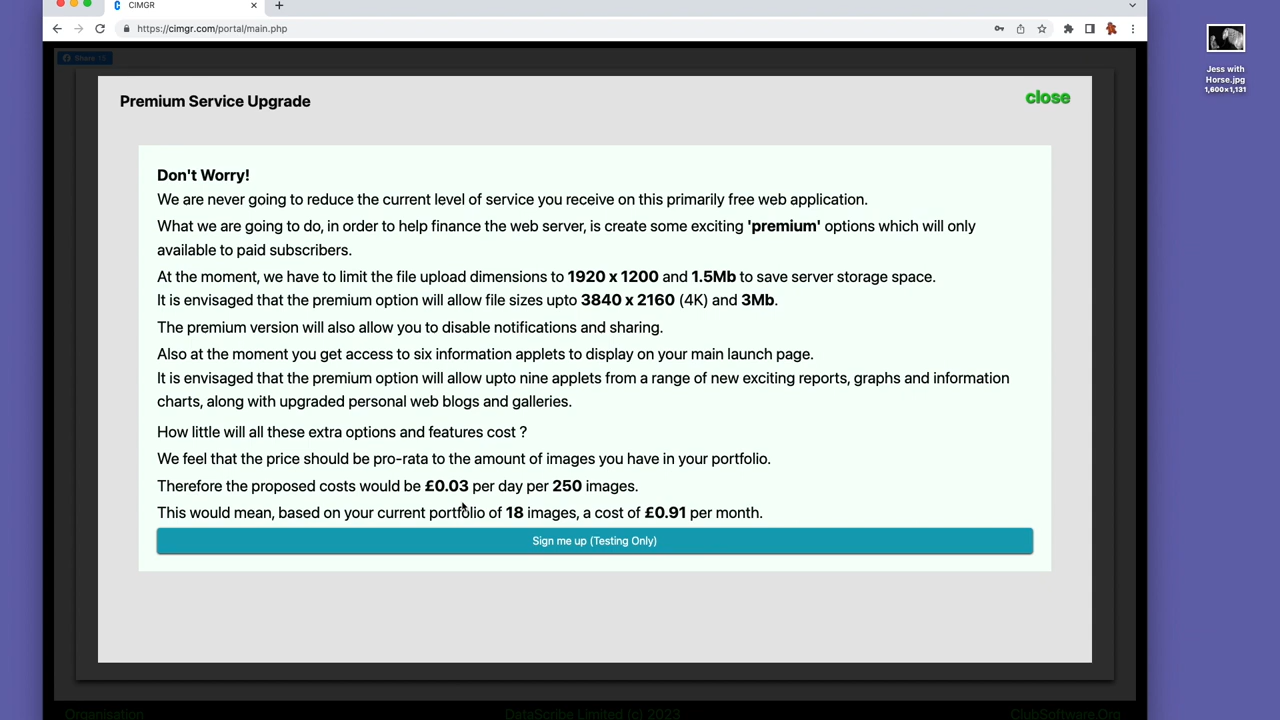 CIMGR
https://cimgr.com/portal/main.php
Share 15
Premium Service Upgrade
close
Don't Worry!
We are never going to reduce the current level of service you receive on this primarily free web application.
What we are going to do, in order to help finance the web server, is create some exciting 'premium' options which will only
available to paid subscribers.
At the moment, we have to limit the file upload dimensions to 1920 x 1200 and 1.5Mb to save server storage space.
It is envisaged that the premium option will allow file sizes upto 3840 x 2160 (4K) and 3Mb.
The premium version will also allow you to disable notifications and sharing.
Also at the moment you get access to six information applets to display on your main launch page.
It is envisaged that the premium option will allow upto nine applets from a range of new exciting reports, graphs and information
charts, along with upgraded personal web blogs and galleries.
How little will all these extra options and features cost ?
We feel that the price should be pro-rata to the amount of images you have in your portfolio.
Therefore the proposed costs would be £0.03 per day per 250 images.
This would mean, based on your current portfolio of 18 images, a cost of £0.91 per month.
Sign me up (Testing Only)
Organisation
DataScribe Limited (c) 2023
ClubSoftware.Org
Jess with
Horse.jpg
1,600×1,131